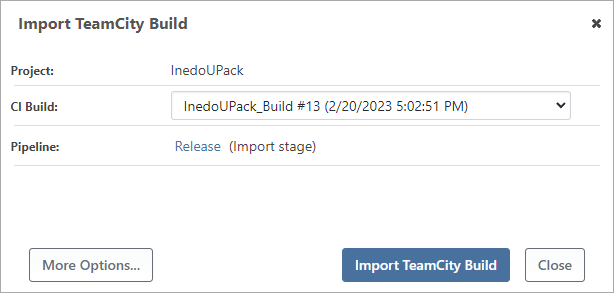 Import TeamCity Build
Project: InedoUPack
CI Build: InedoUPack_Build #13 (2/20/2023 5:02:51 PM)
Pipeline: Release (Import stage)
More Options... Import TeamCity Build Close